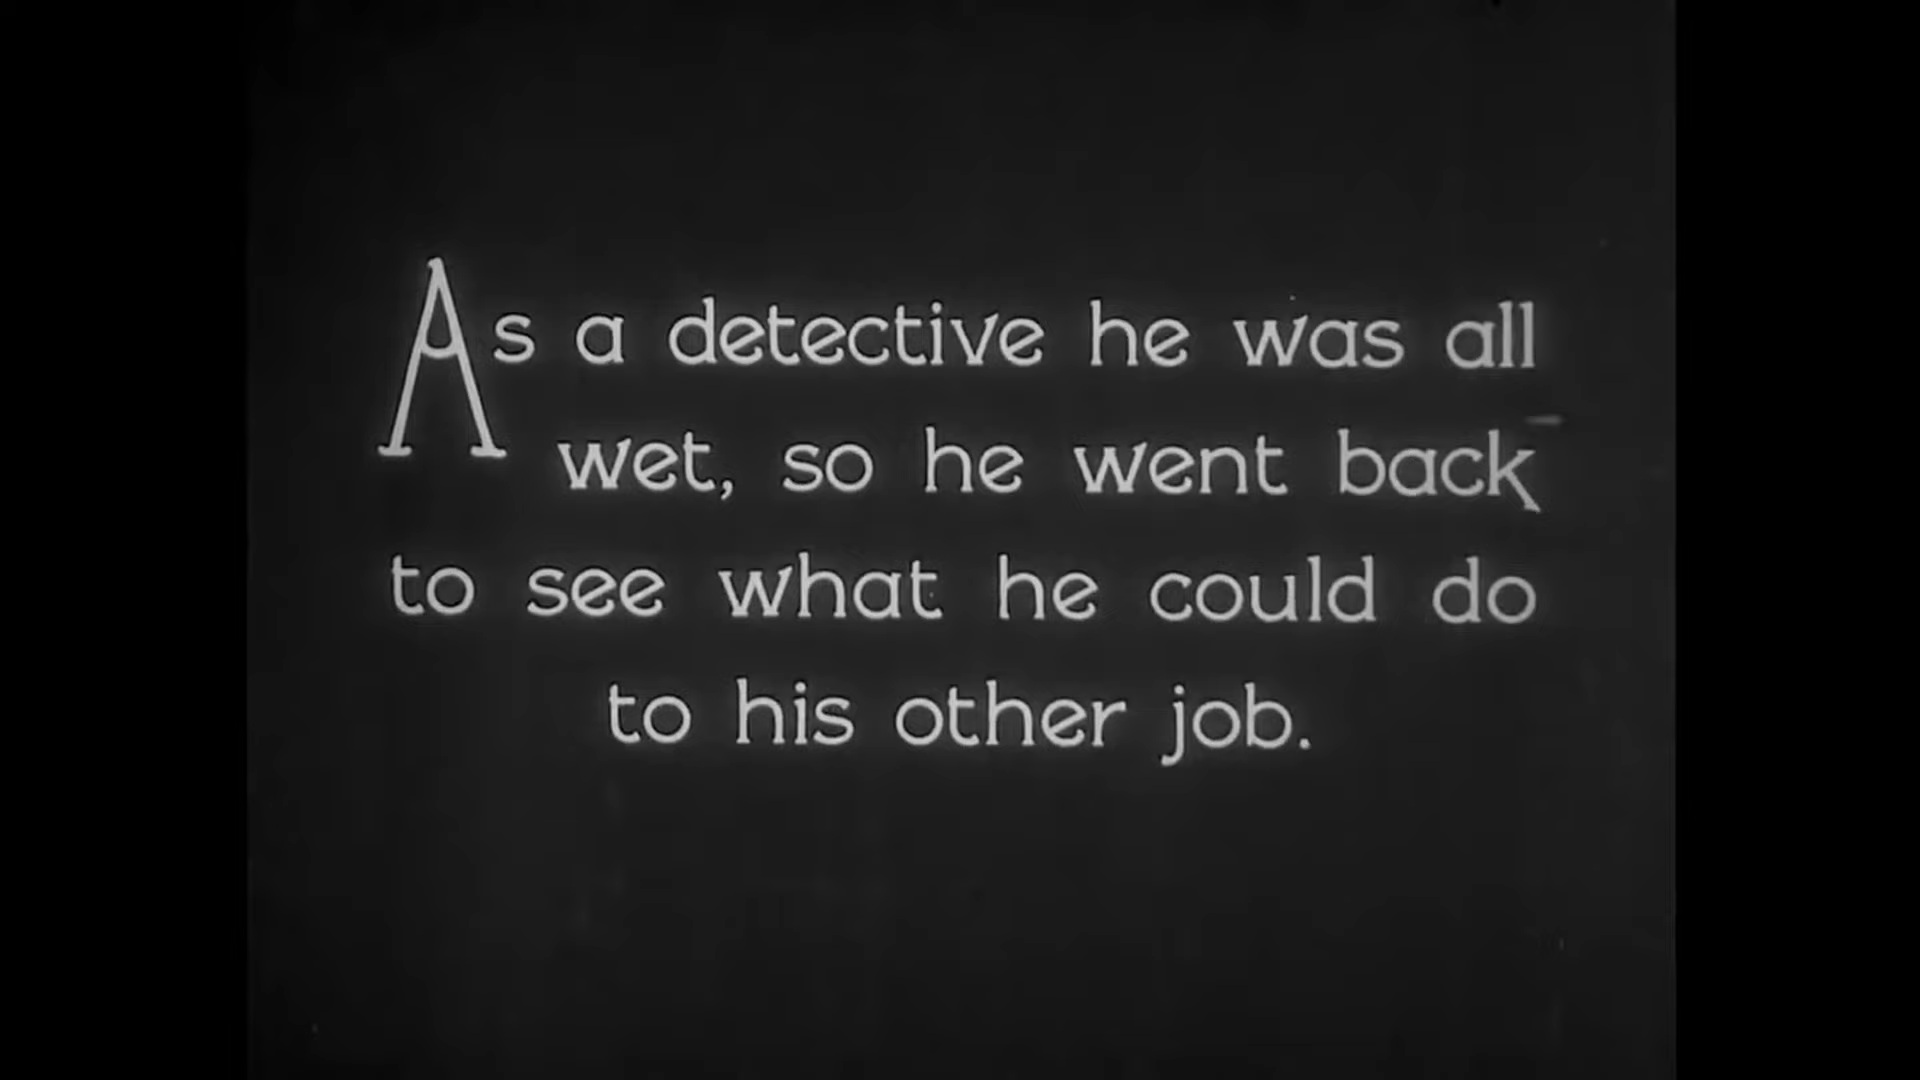 As a detective he was all
wet, so he went back
to see what he could do
to his other job.